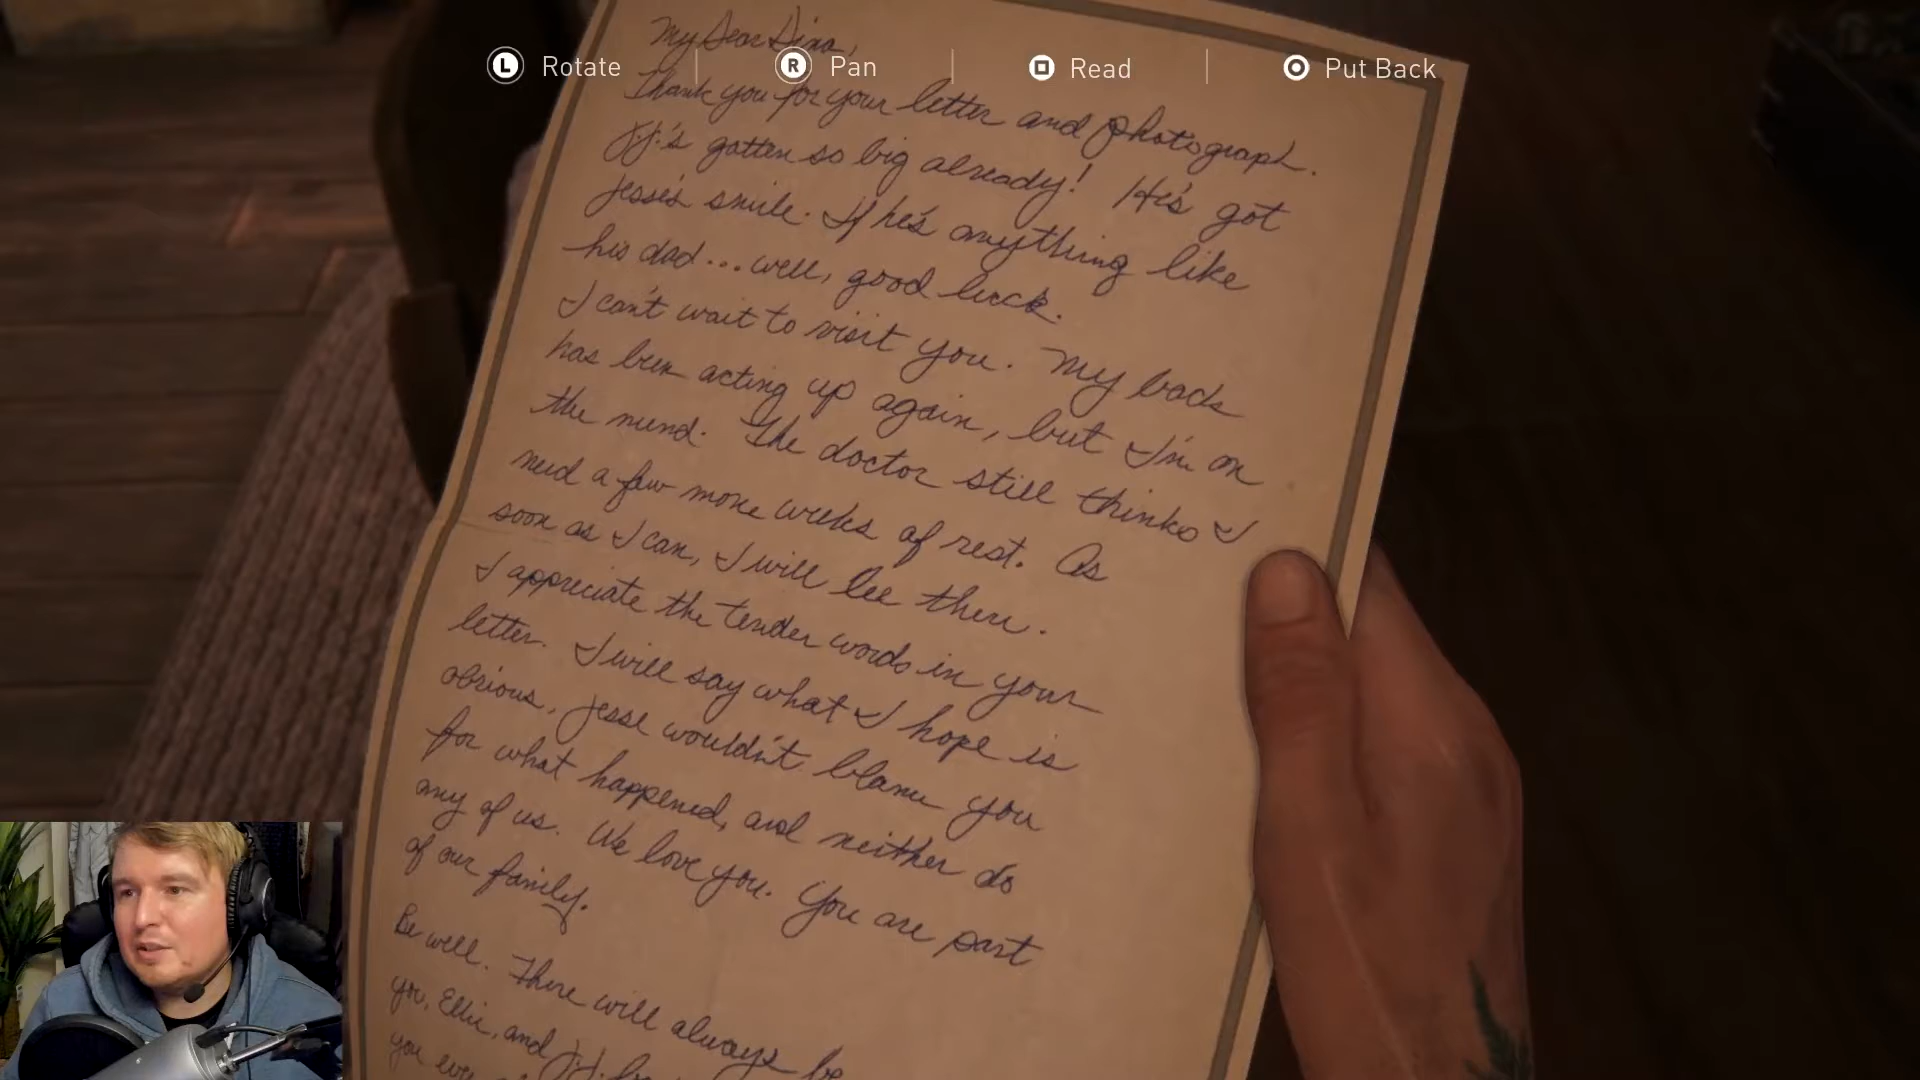 My Dear Dina,
L Rotate R Pan Read Put Back
Thank you for your letter and photograph.
JJ.'s gotten so big already! He's got
Jesse's smile. If he's anything like
his dad... well, good luck.
I can't wait to visit you. My back
has been acting up again, but I'm on
the mend. The doctor still thinks I
need a few more weeks of rest. As
soon as I can, I will be there.
I appreciate the tender words in your
letter. I will say what I hope is
obvious, Jesse wouldn't blame you
for what happened, and neither do
any of us. We love you. You are part
of our family.
Be well. There will always be
you, Ellie, and J.J.
you